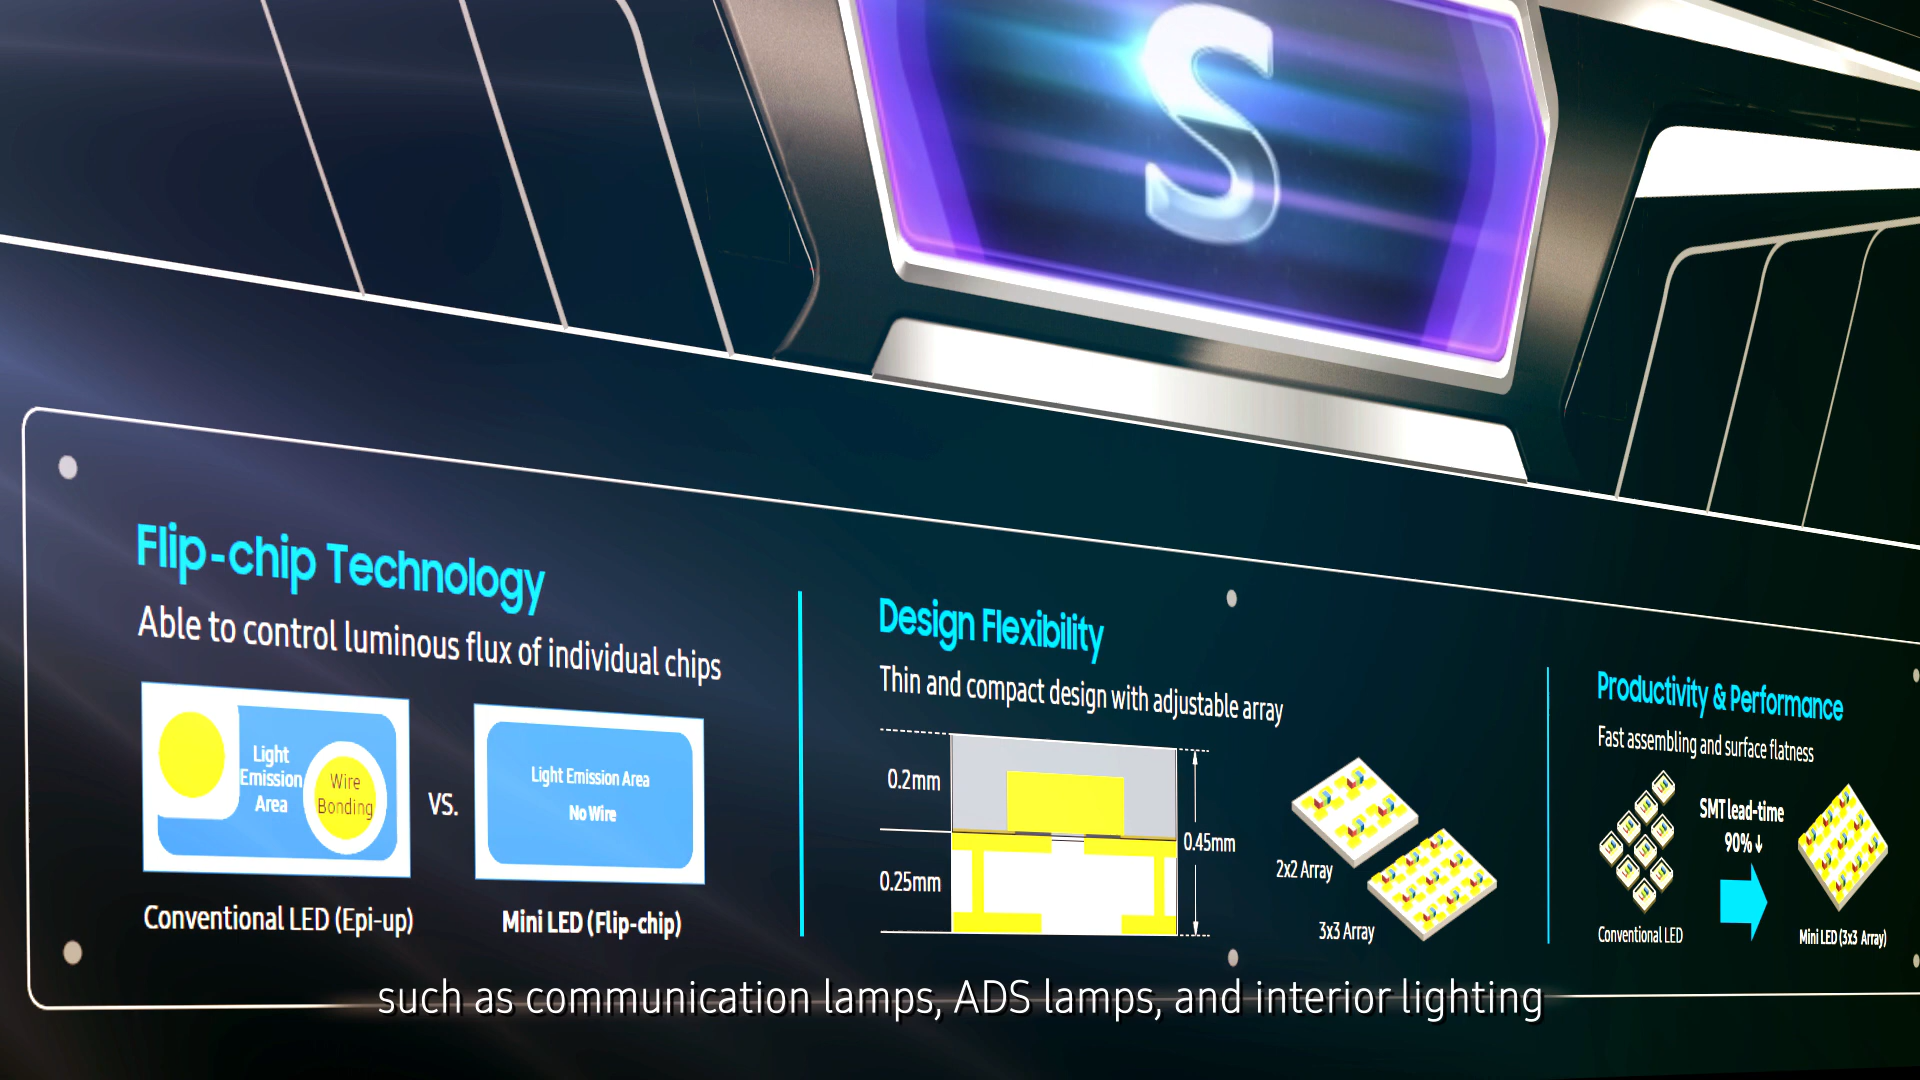 S
Flip-chip Technology
Able to control luminous flux of individual chips
Light
Emission
Area
Wire
Bonding
VS.
Light Emission Area
No Wire
Conventional LED (Epi-up)
Mini LED (Flip-chip)
Design Flexibility
Thin and compact design with adjustable array
0.2mm
0.25mm
0.45mm
2x2 Array
3x3 Array
Productivity & Performance
Fast assembling and surface flatness
SMT lead-time
90% ↓
Conventional LED
Mini LED (3x3 Array)
such as communication lamps, ADS lamps, and interior lighting